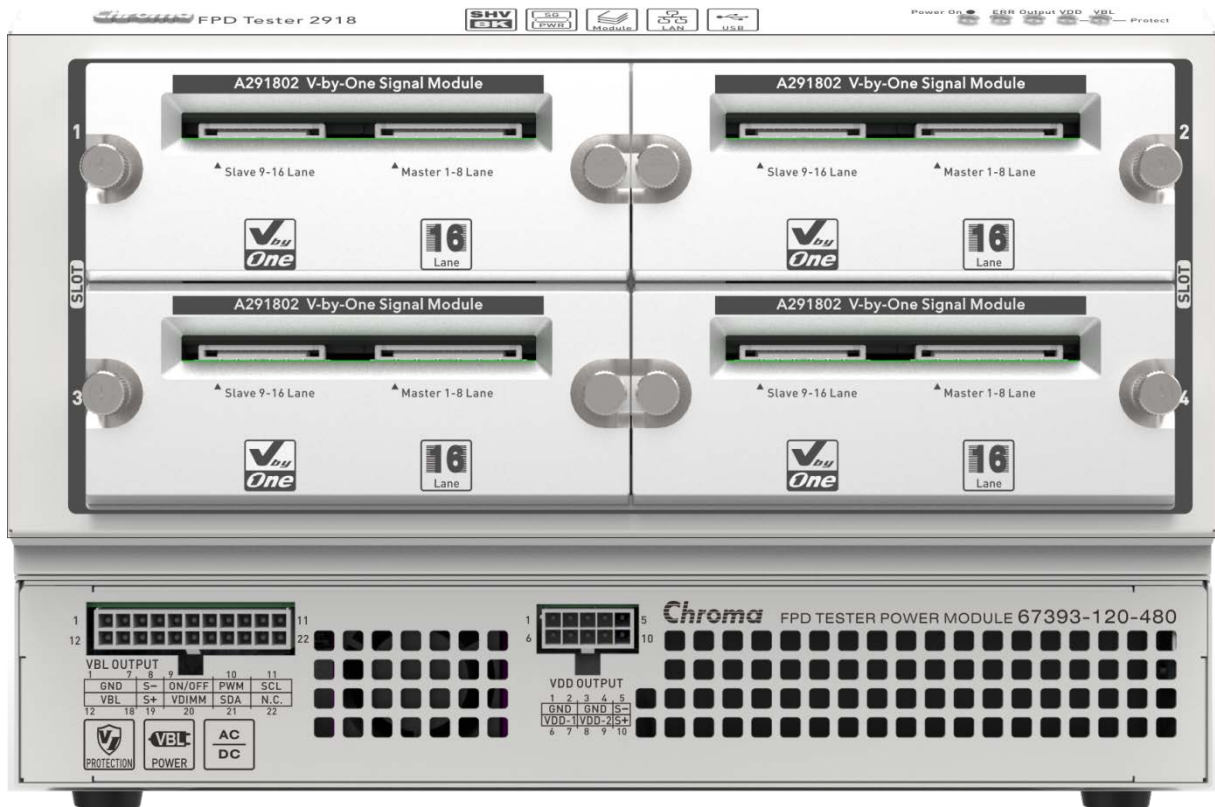 Chroma FPD Tester 2918
SHV BK
SG PWR
Module
LAN
USB
Power On ERR Output VDD VBL Protect
A291802 V-by-One Signal Module
A291802 V-by-One Signal Module
1
2
Slave 9-16 Lane
Master 1-8 Lane
Slave 9-16 Lane
Master 1-8 Lane
V by One
16 Lane
V by One
16 Lane
SLOT
SLOT
A291802 V-by-One Signal Module
A291802 V-by-One Signal Module
3
4
Slave 9-16 Lane
Master 1-8 Lane
Slave 9-16 Lane
Master 1-8 Lane
V by One
16 Lane
V by One
16 Lane
Chroma FPD TESTER POWER MODULE 67393-120-480
1 11
12 22
VBL OUTPUT
1 7 8 9 10 11
GND S- ON/OFF PWM SCL
VBL S+ VDIMM SDA N.C.
12 18 19 20 21 22
PROTECTION
VBL POWER
AC DC
1 5
6 10
VDD OUTPUT
1 2 3 4 5
GND GND S-
VDD-1 VDD-2 S+
6 7 8 9 10